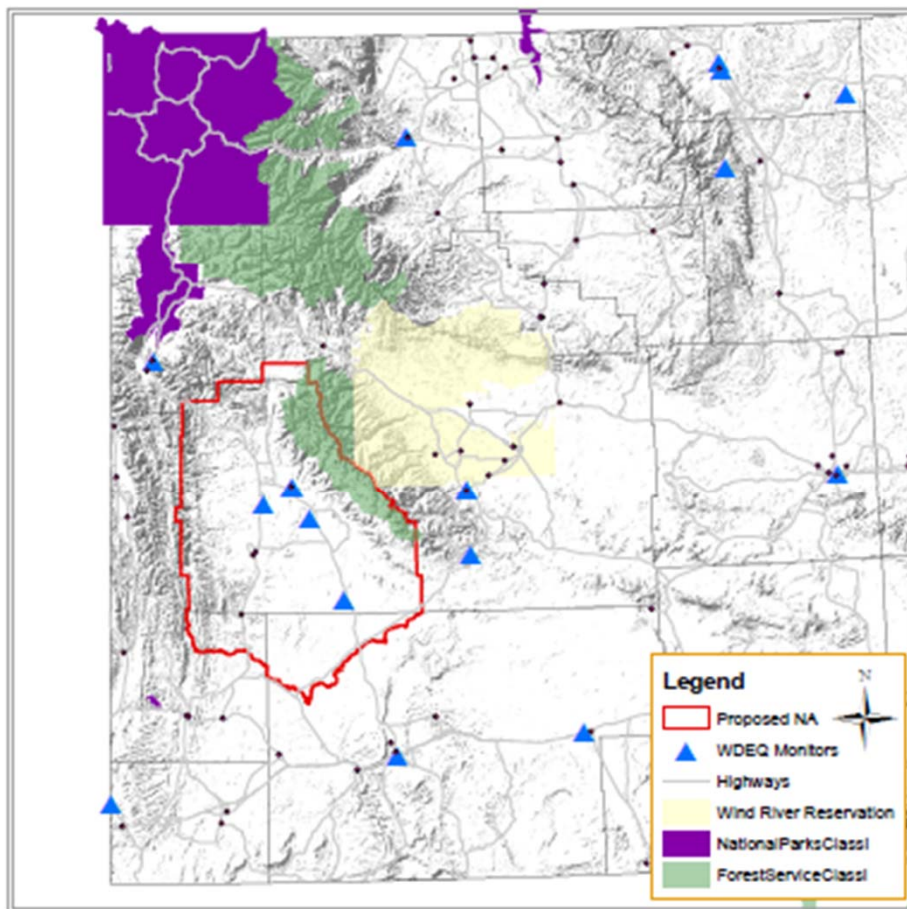 Legend
N
Proposed NA
WDEQ Monitors
Highways
Wind River Reservation
NationalParksClassI
ForestServiceClassI